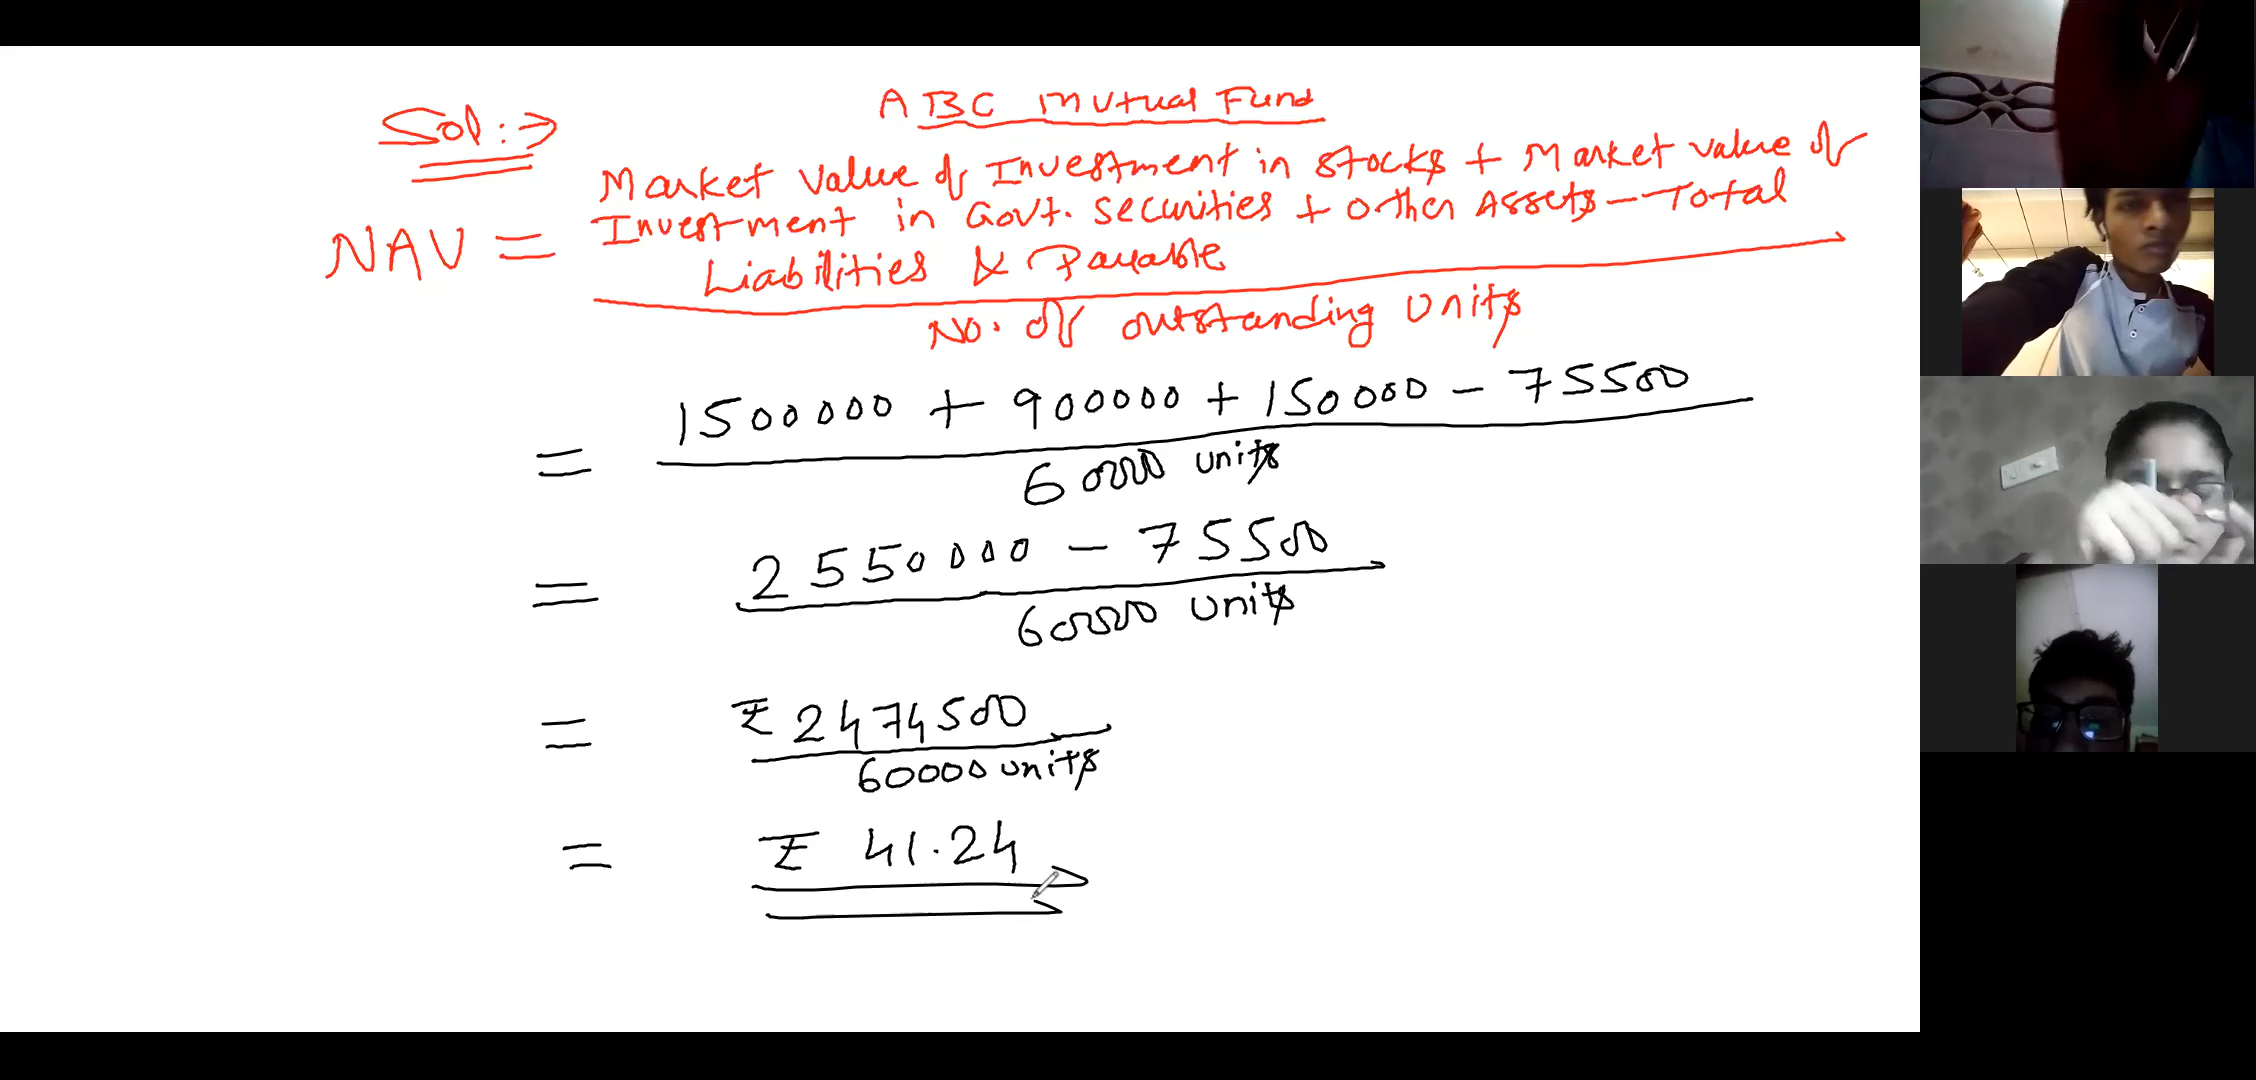 Sol:→
ABC Mutual Fund
Market Value of Investment in Stocks + Market Value of
NAV = Investment in Govt. Securities + Other Assets - Total
Liabilities & Payable
No. of outstanding Units
= 1500000 + 900000 + 150000 - 75500
60000 units
= 2550000 - 75500
60000 units
= ₹ 2474500
60000 units
= ₹ 41.24